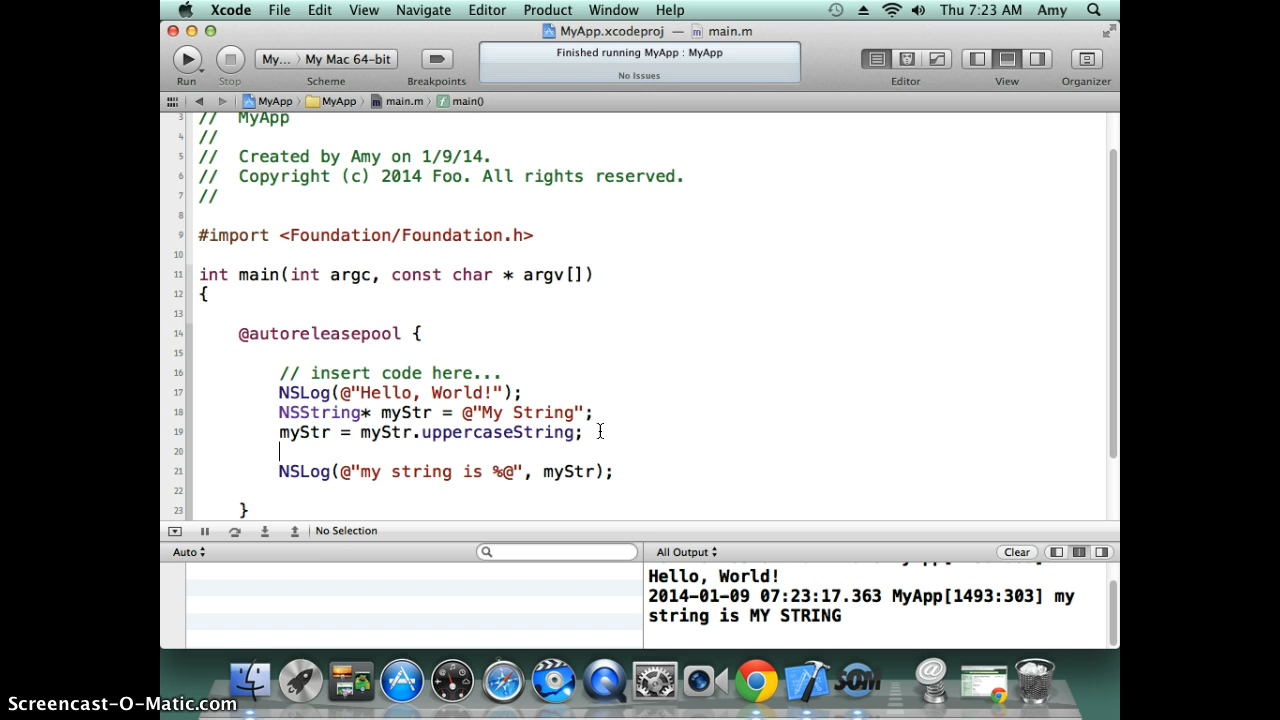 Xcode File Edit View Navigate Editor Product Window Help Thu 7:23 AM Amy
MyApp.xcodeproj — main.m
Finished running MyApp : MyApp
No Issues
My... My Mac 64-bit
Run Stop Scheme Breakpoints Editor View Organizer
MyApp MyApp main.m main()
3 // MyApp
4 //
5 // Created by Amy on 1/9/14.
6 // Copyright (c) 2014 Foo. All rights reserved.
7 //
8
9 #import <Foundation/Foundation.h>
10
11 int main(int argc, const char * argv[])
12 {
13
14 @autoreleasepool {
15
16 // insert code here...
17 NSLog(@"Hello, World!");
18 NSString* myStr = @"My String";
19 myStr = myStr.uppercaseString;
20
21 NSLog(@"my string is %@", myStr);
22
23 }
No Selection
Auto All Output Clear
Hello, World!
2014-01-09 07:23:17.363 MyApp[1493:303] my
string is MY STRING
SOM
Screencast-O-Matic.com